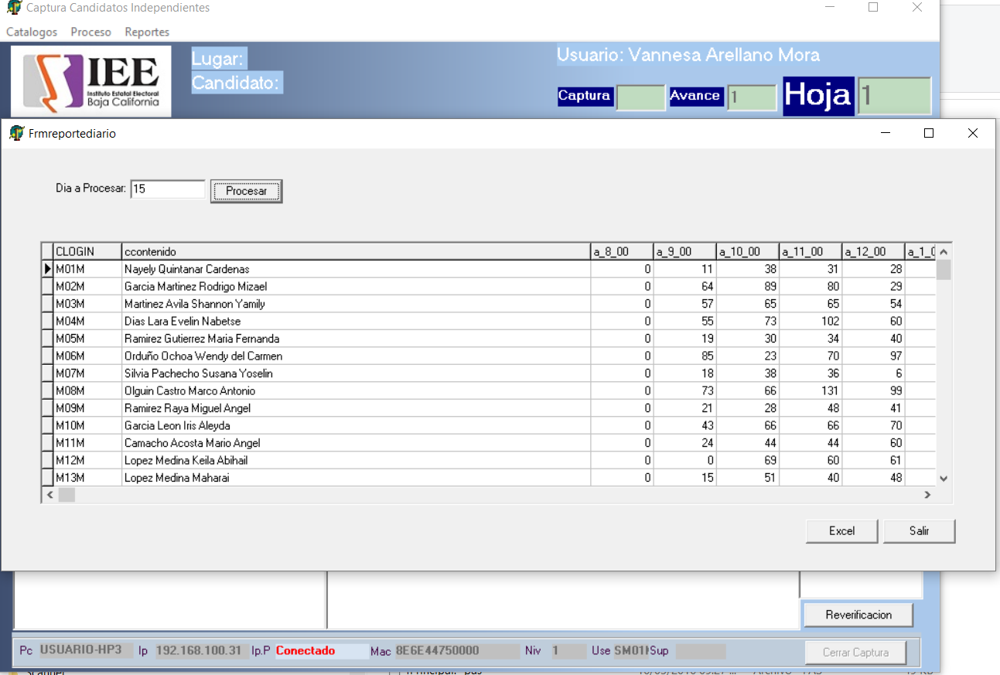 Captura Candidatos Independientes
Catalogos Proceso Reportes
IEE
Instituto Estatal Electoral
Baja California
Lugar:
Candidato:
Usuario: Vannesa Arellano Mora
Captura Avance 1 Hoja 1
Frmreportediario
Dia a Procesar: 15 Procesar
CLOGIN ccontenido a_8_00 a_9_00 a_10_00 a_11_00 a_12_00 a_1_0
M01M Nayely Quintanar Cardenas 0 11 38 31 28
M02M Garcia Martinez Rodrigo Mizael 0 64 89 80 29
M03M Martinez Avila Shannon Yamily 0 57 65 65 54
M04M Dias Lara Evelin Nabetse 0 55 73 102 60
M05M Ramirez Gutierrez Maria Fernanda 0 19 30 34 40
M06M Orduño Ochoa Wendy del Carmen 0 85 23 70 97
M07M Silvia Pachecho Susana Yoselin 0 18 38 36 6
M08M Olguin Castro Marco Antonio 0 73 66 131 99
M09M Ramirez Raya Miguel Angel 0 21 28 48 41
M10M Garcia Leon Iris Aleyda 0 43 66 66 70
M11M Camacho Acosta Mario Angel 0 24 44 44 60
M12M Lopez Medina Keila Abihail 0 0 69 60 61
M13M Lopez Medina Maharai 0 15 51 40 48
Excel Salir
Reverificacion
Pc USUARIO-HP3 Ip 192.168.100.31 Ip.P Conectado Mac 8E6E44750000 Niv 1 Use SM01 Sup Cerrar Captura